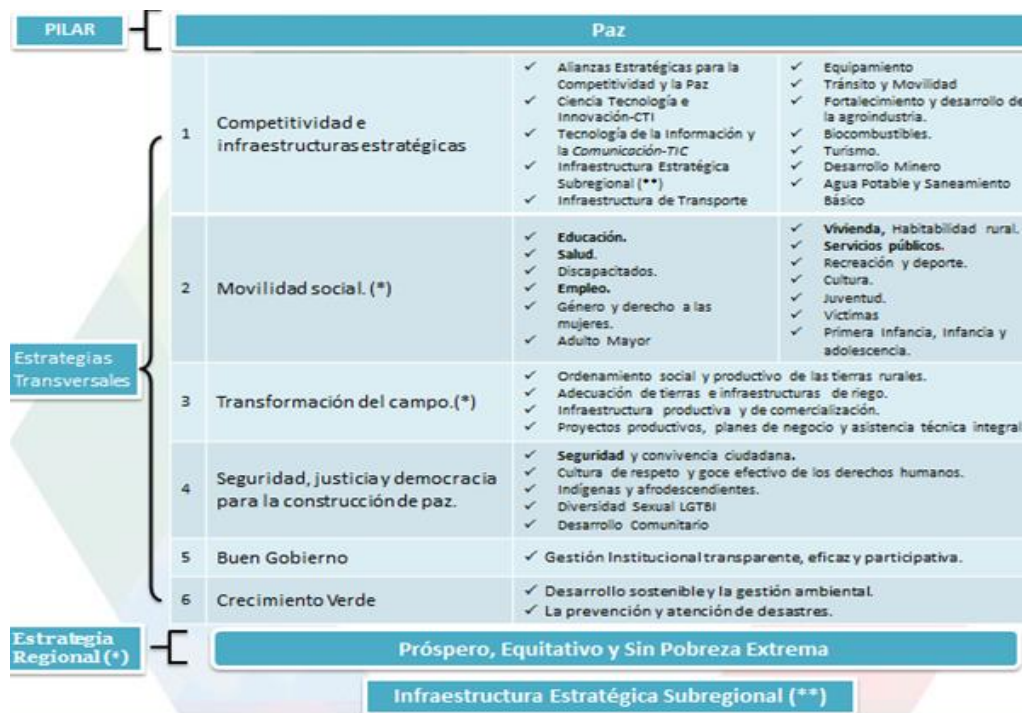 PILAR
Paz
1
Competitividad e
infraestructuras estratégicas
✓ Alianzas Estratégicas para la
Competitividad y la Paz
✓ Ciencia Tecnología e
Innovación-CTI
✓ Tecnología de la Información y
la Comunicación-TIC
✓ Infraestructura Estratégica
Subregional (**)
✓ Infraestructura de Transporte
✓ Equipamiento
✓ Tránsito y Movilidad
✓ Fortalecimiento y desarrollo de
la agroindustria.
✓ Biocombustibles.
✓ Turismo.
✓ Desarrollo Minero
✓ Agua Potable y Saneamiento
Básico
Estrategias
Transversales
2
Movilidad social. (*)
✓ Educación.
✓ Salud.
✓ Discapacitados.
✓ Empleo.
✓ Género y derecho a las
mujeres.
✓ Adulto Mayor
✓ Vivienda, Habitabilidad rural.
✓ Servicios públicos.
✓ Recreación y deporte.
✓ Cultura.
✓ Juventud.
✓ Victimas
✓ Primera Infancia, Infancia y
adolescencia.
3
Transformación del campo.(*)
✓ Ordenamiento social y productivo de las tierras rurales.
✓ Adecuación de tierras e infraestructuras de riego.
✓ Infraestructura productiva y de comercialización.
✓ Proyectos productivos, planes de negocio y asistencia técnica integral
4
Seguridad, justicia y democracia
para la construcción de paz.
✓ Seguridad y convivencia ciudadana.
✓ Cultura de respeto y goce efectivo de los derechos humanos.
✓ Indígenas y afrodescendientes.
✓ Diversidad Sexual LGTBI
✓ Desarrollo Comunitario
5
Buen Gobierno
✓ Gestión Institucional transparente, eficaz y participativa.
6
Crecimiento Verde
✓ Desarrollo sostenible y la gestión ambiental.
✓ La prevención y atención de desastres.
Estrategia
Regional (*)
Próspero, Equitativo y Sin Pobreza Extrema
Infraestructura Estratégica Subregional (**)